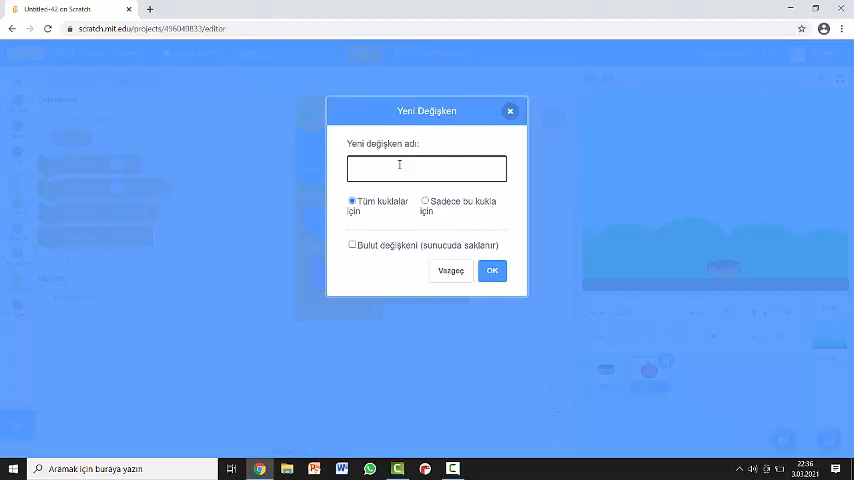 Untitled-42 on Scratch
scratch.mit.edu/projects/496049833/editor
Yeni Değişken
Yeni değişken adı:
Tüm kuklalar için
Sadece bu kukla için
Bulut değişkeni (sunucuda saklanır)
Vazgeç
OK
Aramak için buraya yazın
22:36
3.03.2021